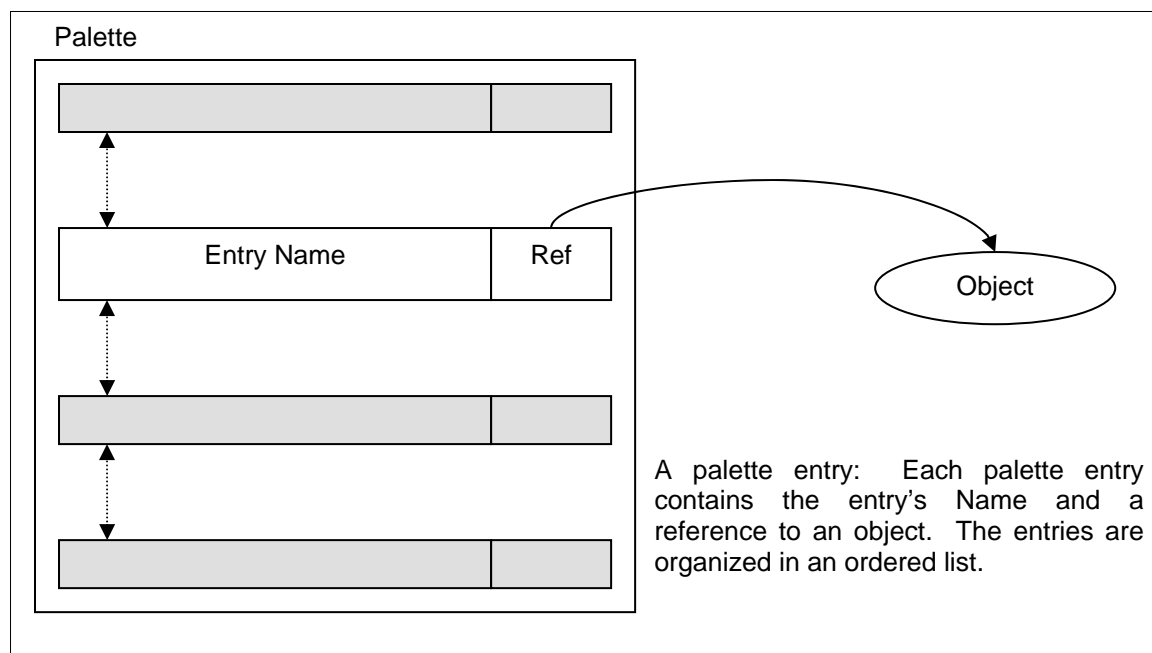 Palette
Entry Name
Ref
Object
A palette entry: Each palette entry
contains the entry’s Name and a
reference to an object. The entries are
organized in an ordered list.